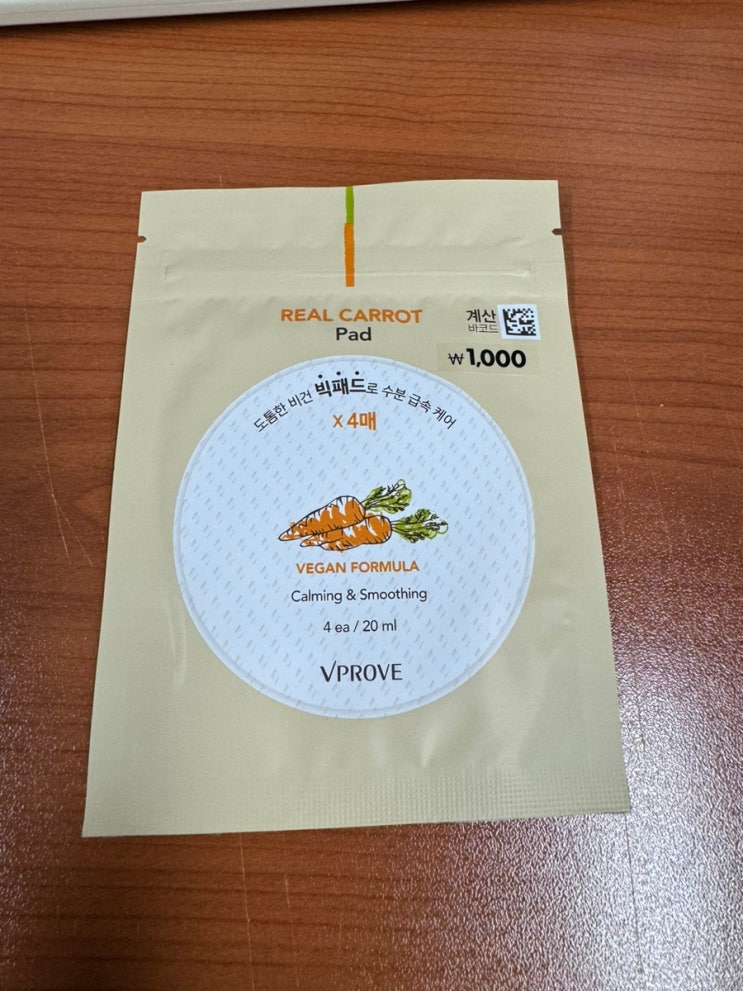 REAL CARROT
Pad
계산
바코드
₩1,000
도톰한 비건 빅패드로 수분 급속 케어
X 4매
VEGAN FORMULA
Calming & Smoothing
4 ea / 20 ml
VPROVE